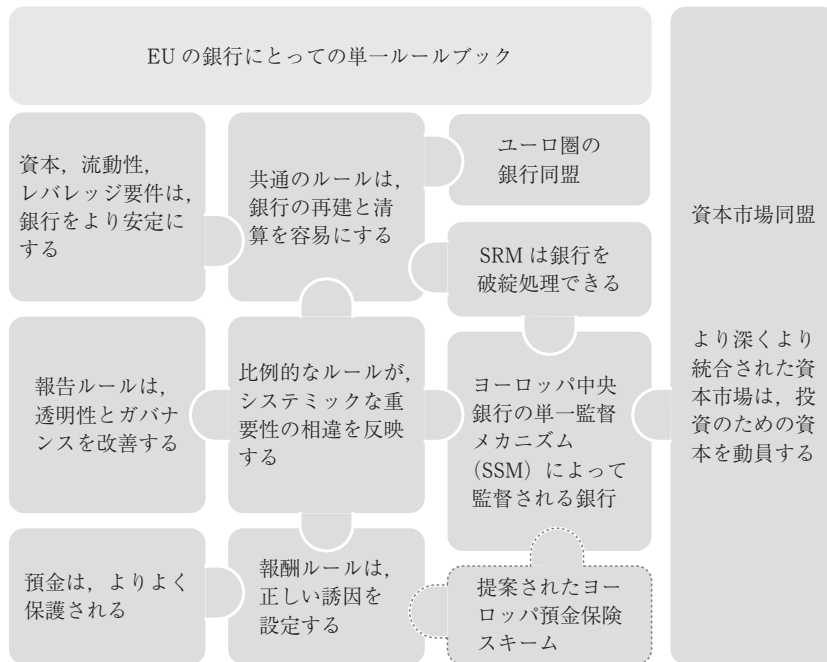 EU の銀行にとっての単一ルールブック
資本，流動性，
レバレッジ要件は，
銀行をより安定に
する
共通のルールは，
銀行の再建と清
算を容易にする
ユーロ圏の
銀行同盟
SRM は銀行を
破綻処理できる
報告ルールは，
透明性とガバナ
ンスを改善する
比例的なルールが，
システミックな重
要性の相違を反映
する
ヨーロッパ中央
銀行の単一監督
メカニズム
（SSM）によって
監督される銀行
預金は，よりよく
保護される
報酬ルールは，
正しい誘因を
設定する
提案されたヨー
ロッパ預金保険
スキーム
資本市場同盟
より深くより
統合された資
本市場は，投
資のための資
本を動員する